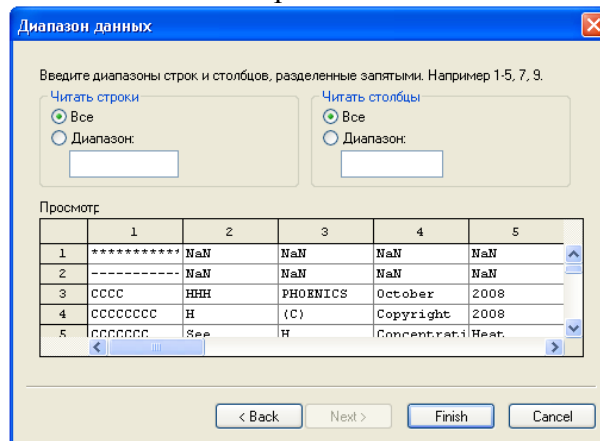 Диапазон данных
Введите диапазоны строк и столбцов, разделенные запятыми. Например 1-5, 7, 9.
Читать строки
Читать столбцы
Все
Все
Диапазон:
Диапазон:
Просмотр
1 2 3 4 5
1 *********** NaN NaN NaN NaN
2 ----------- NaN NaN NaN NaN
3 CCCC HHH PHOENICS October 2008
4 CCCCCCCC H (C) Copyright 2008
5 CCCCCCC See H Concentrati Heat
< Back Next > Finish Cancel